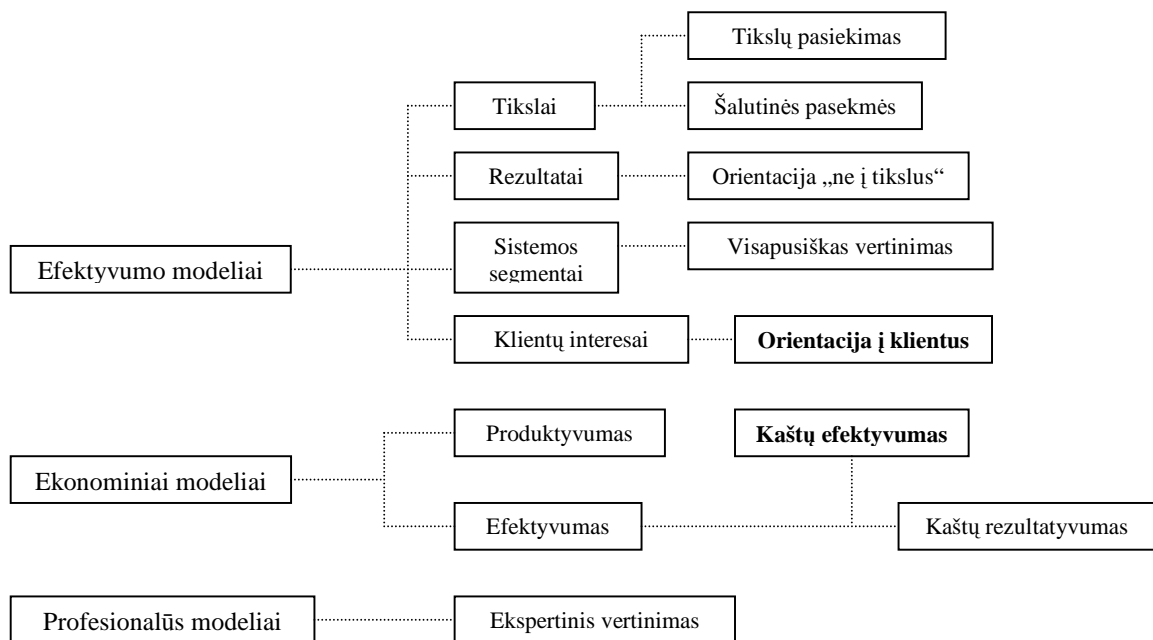 Tikslų pasiekimas
Tikslai
Šalutinės pasekmės
Rezultatai
Orientacija „ne į tikslus“
Sistemos
segmentai
Visapusiškas vertinimas
Efektyvumo modeliai
Klientų interesai
Orientacija į klientus
Produktyvumas
Kaštų efektyvumas
Ekonominiai modeliai
Efektyvumas
Kaštų rezultatyvumas
Profesionalūs modeliai
Ekspertinis vertinimas